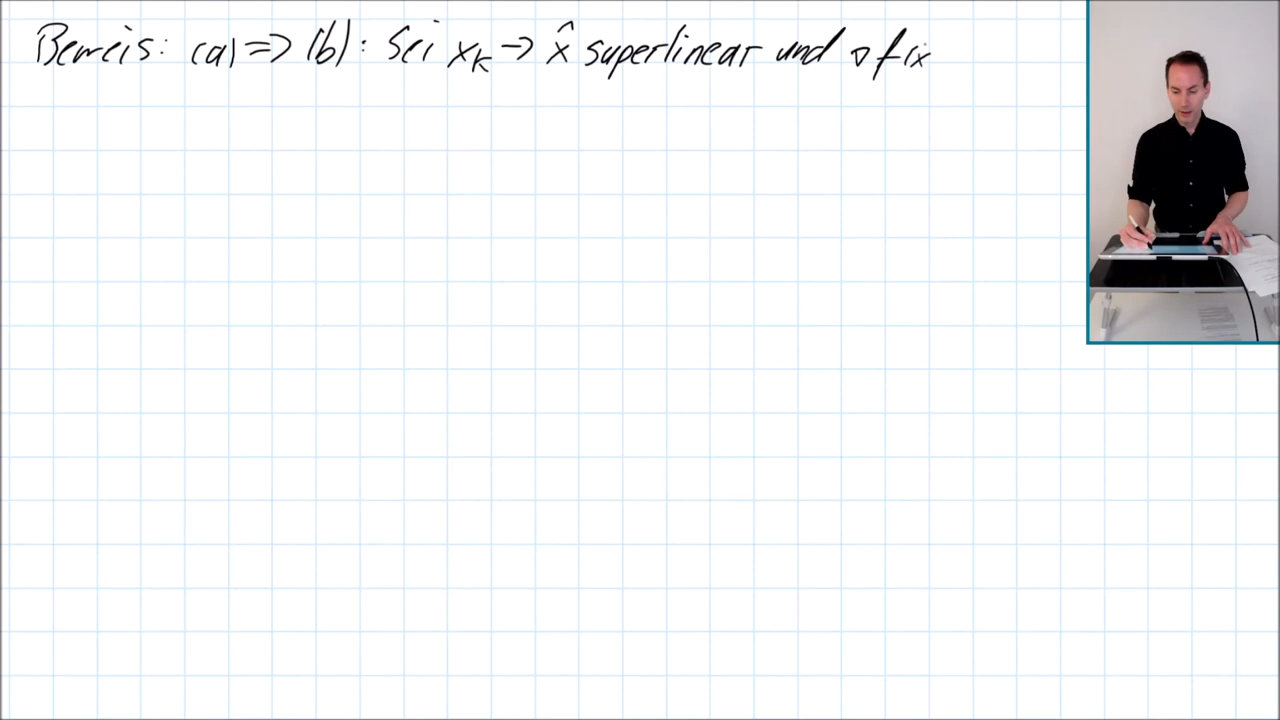 Beweis: (a) => (b): Sei x_k -> x̂ superlinear und ∇f(x